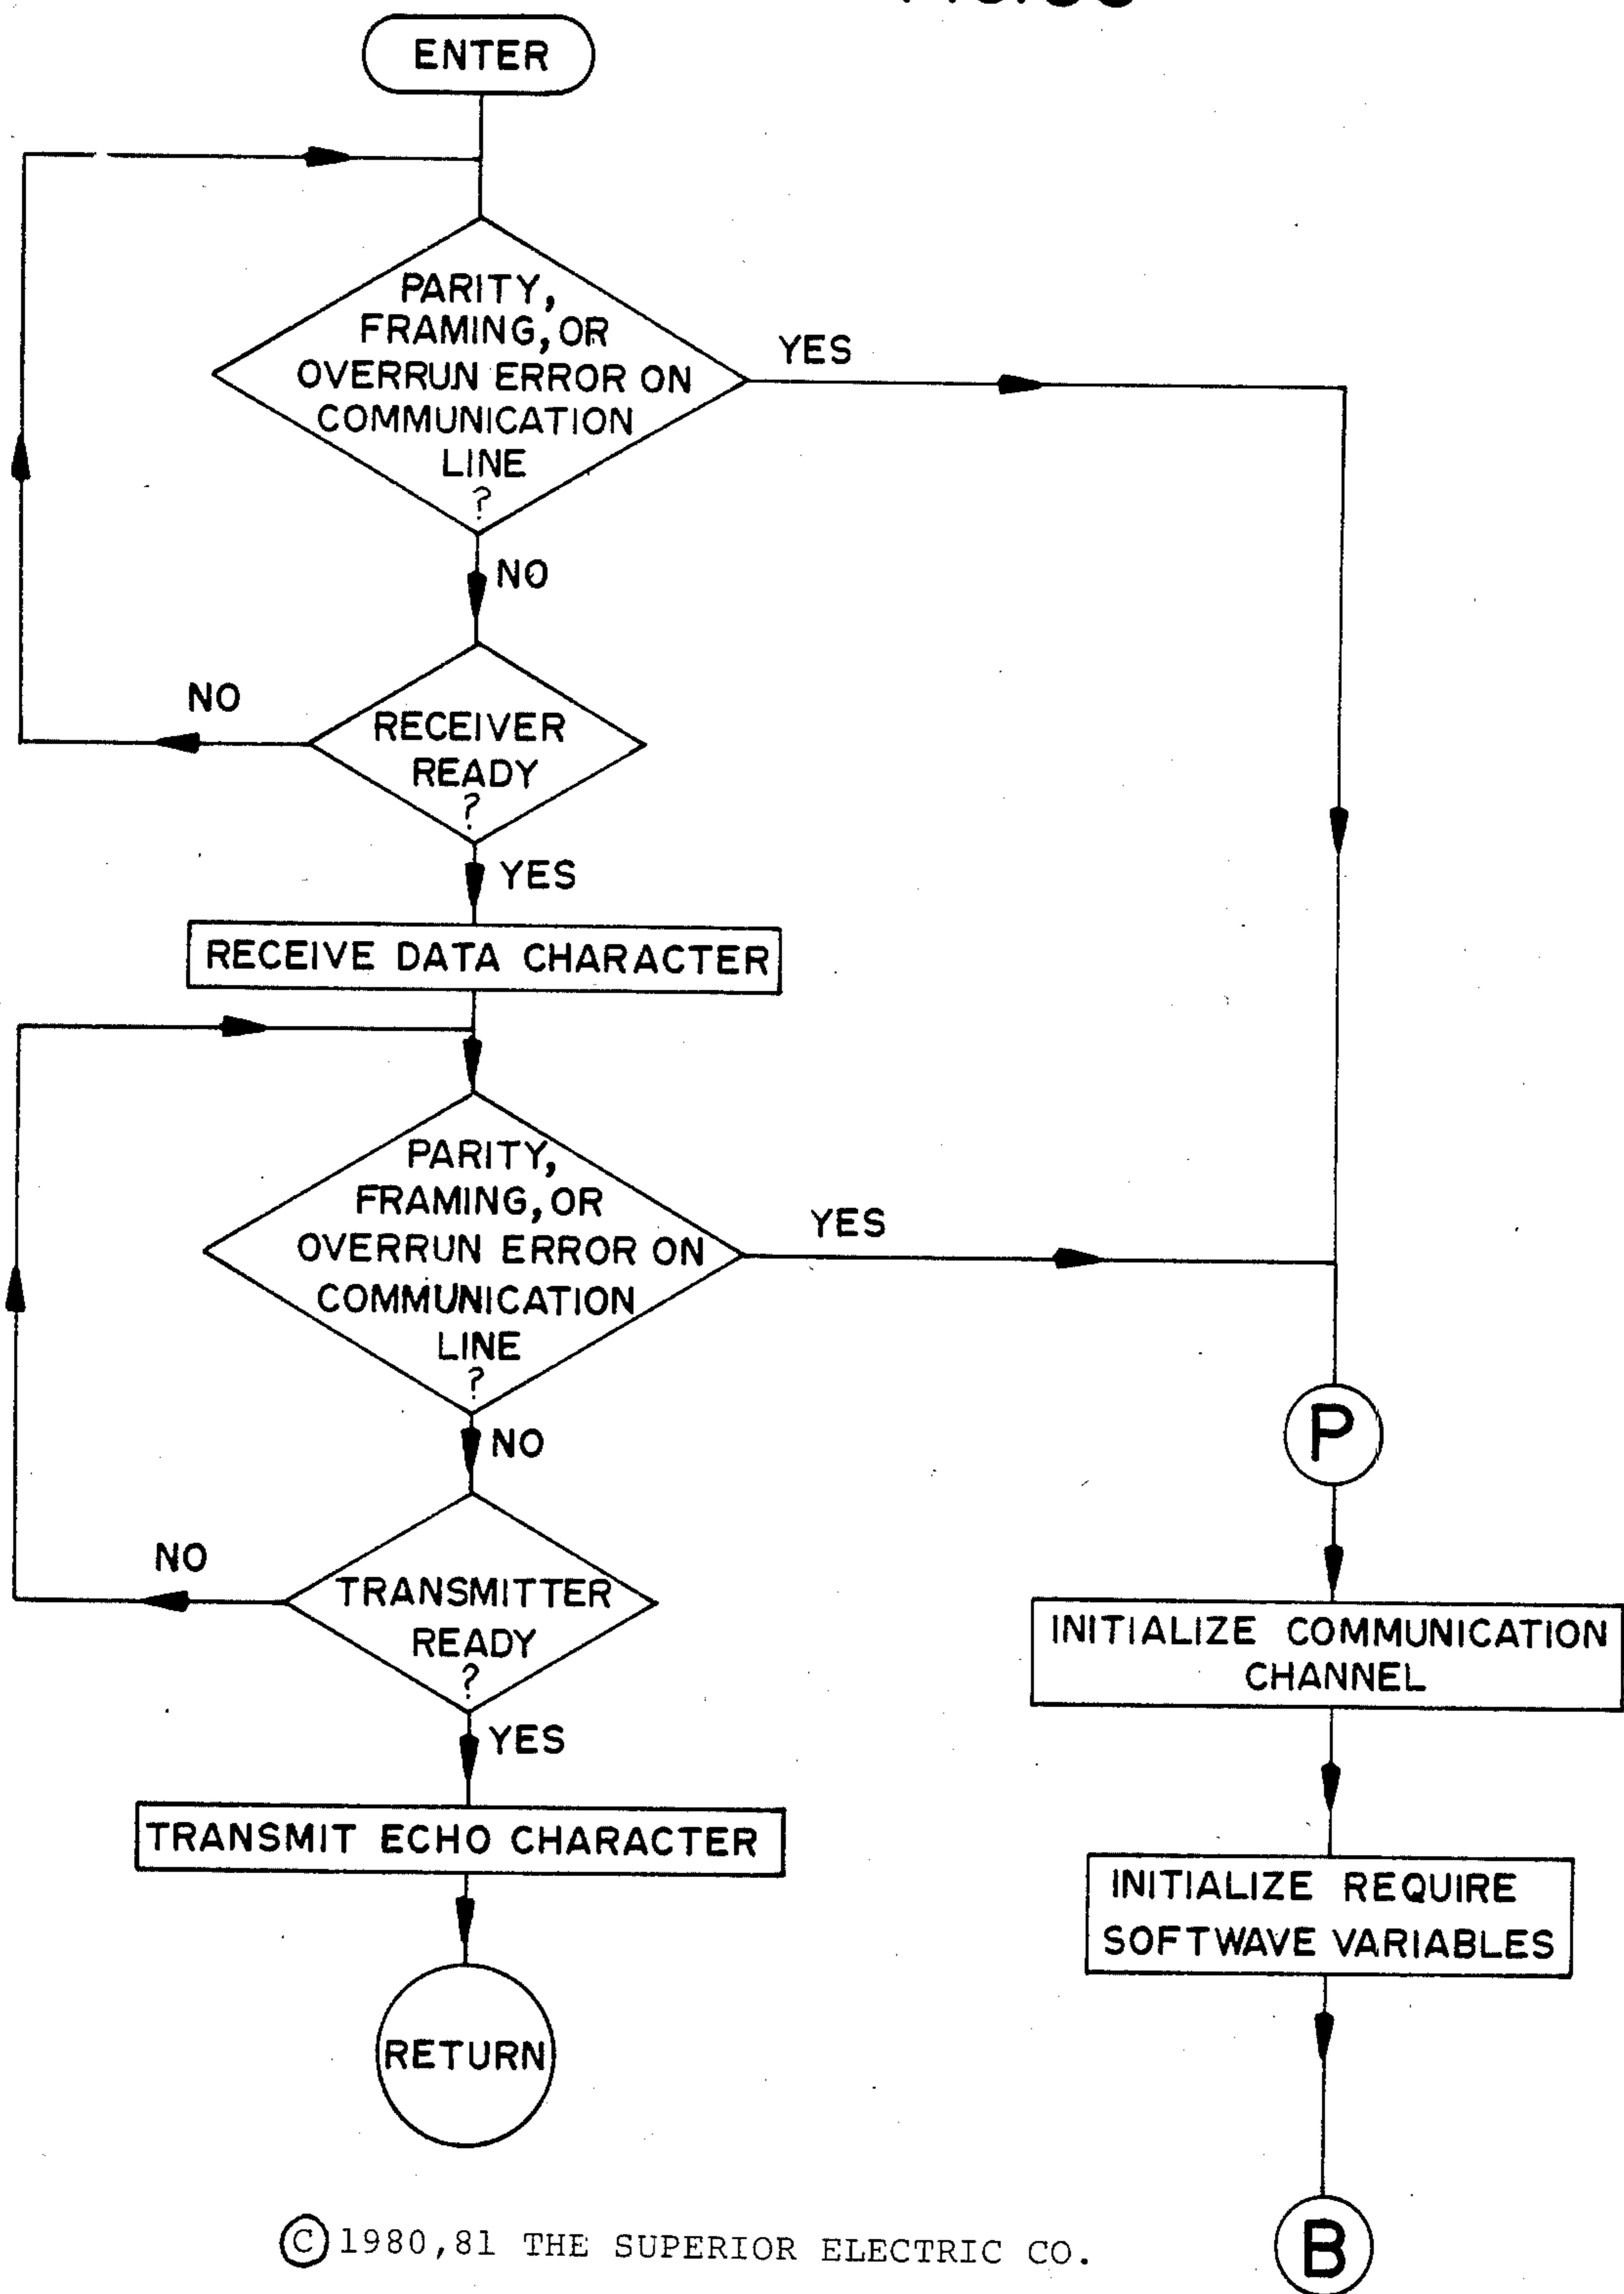 ENTER
PARITY,
FRAMING, OR
OVERRUN ERROR ON
COMMUNICATION
LINE
?
YES
NO
NO
RECEIVER
READY
?
YES
RECEIVE DATA CHARACTER
PARITY,
FRAMING, OR
OVERRUN ERROR ON
COMMUNICATION
LINE
?
YES
NO
P
NO
TRANSMITTER
READY
?
INITIALIZE COMMUNICATION
CHANNEL
YES
TRANSMIT ECHO CHARACTER
INITIALIZE REQUIRE
SOFTWAVE VARIABLES
RETURN
B
© 1980,81 THE SUPERIOR ELECTRIC CO.